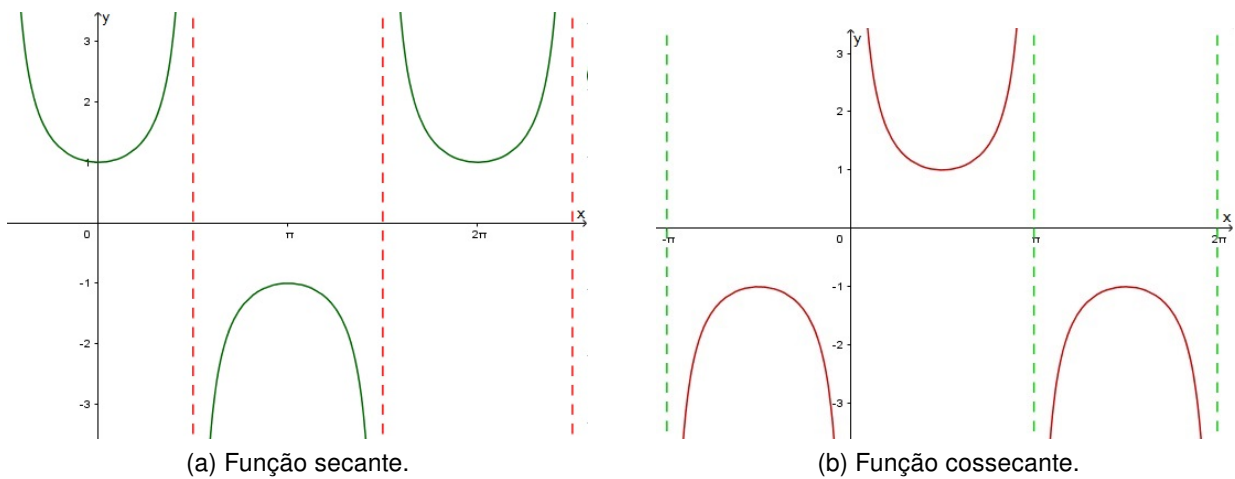 y
3
2
1
x
0
π
2π
-1
-2
-3
(a) Função secante.
y
3
2
1
x
-π
0
π
2π
-1
-2
-3
(b) Função cossecante.